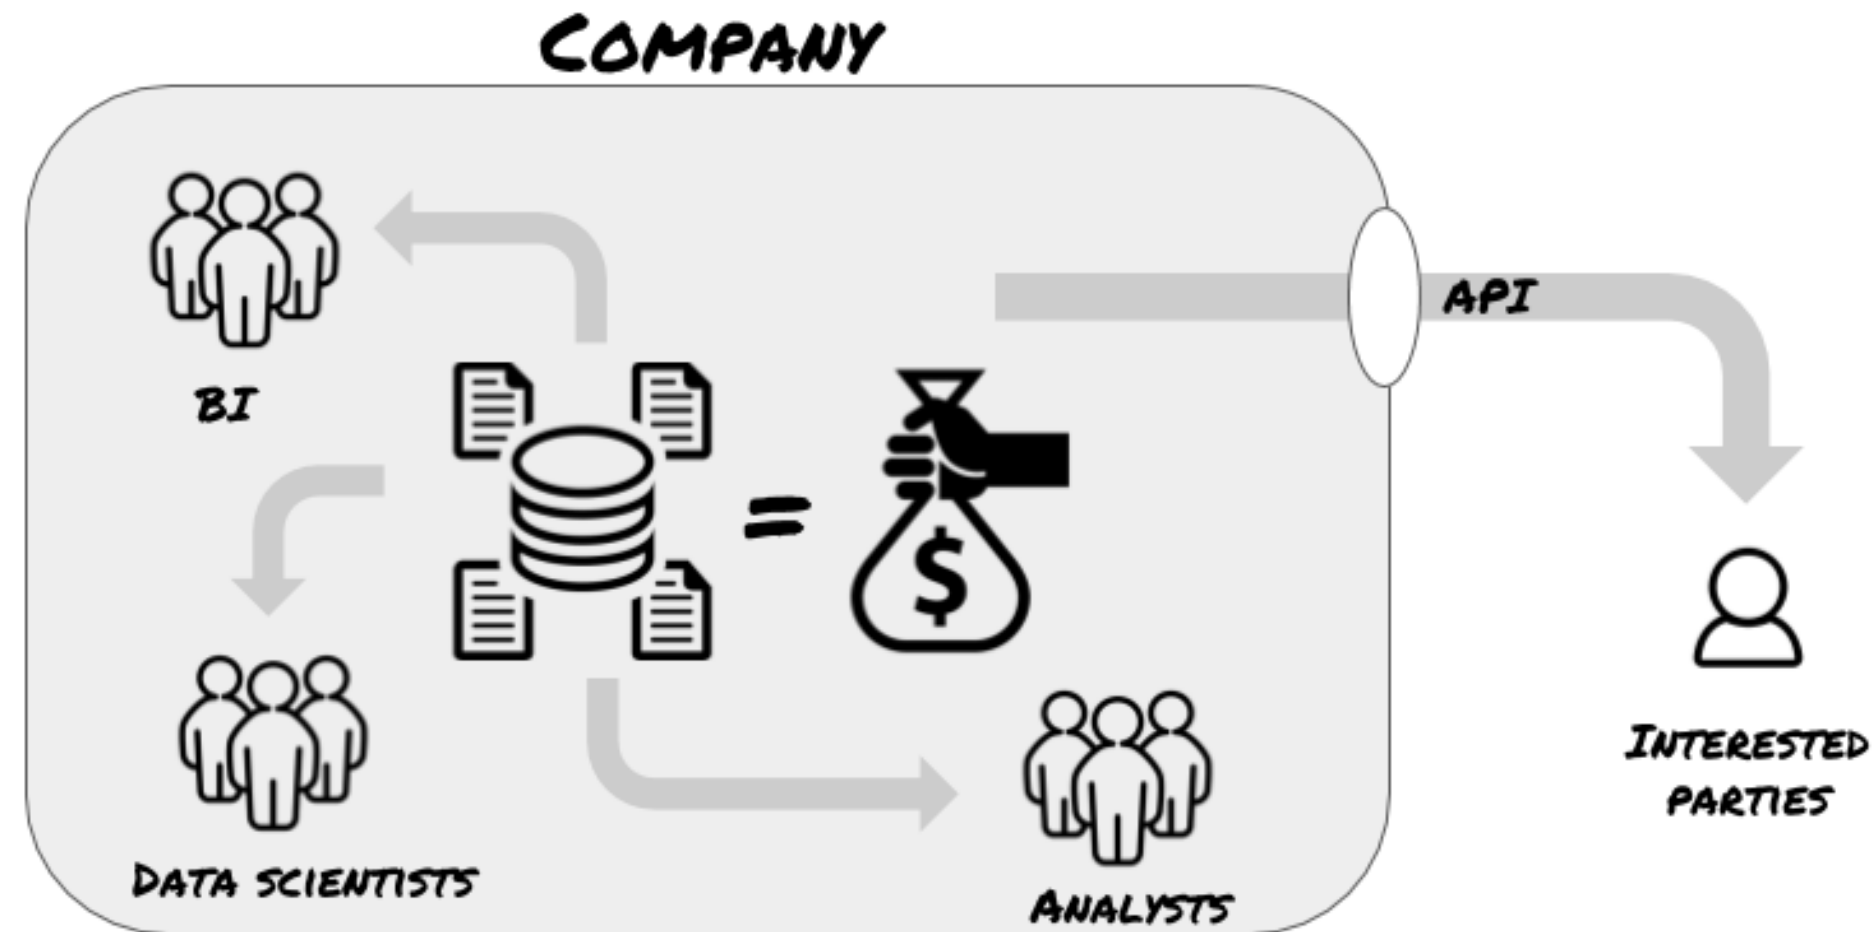 COMPANY
API
BI
=
$
INTERESTED
PARTIES
DATA SCIENTISTS
ANALYSTS